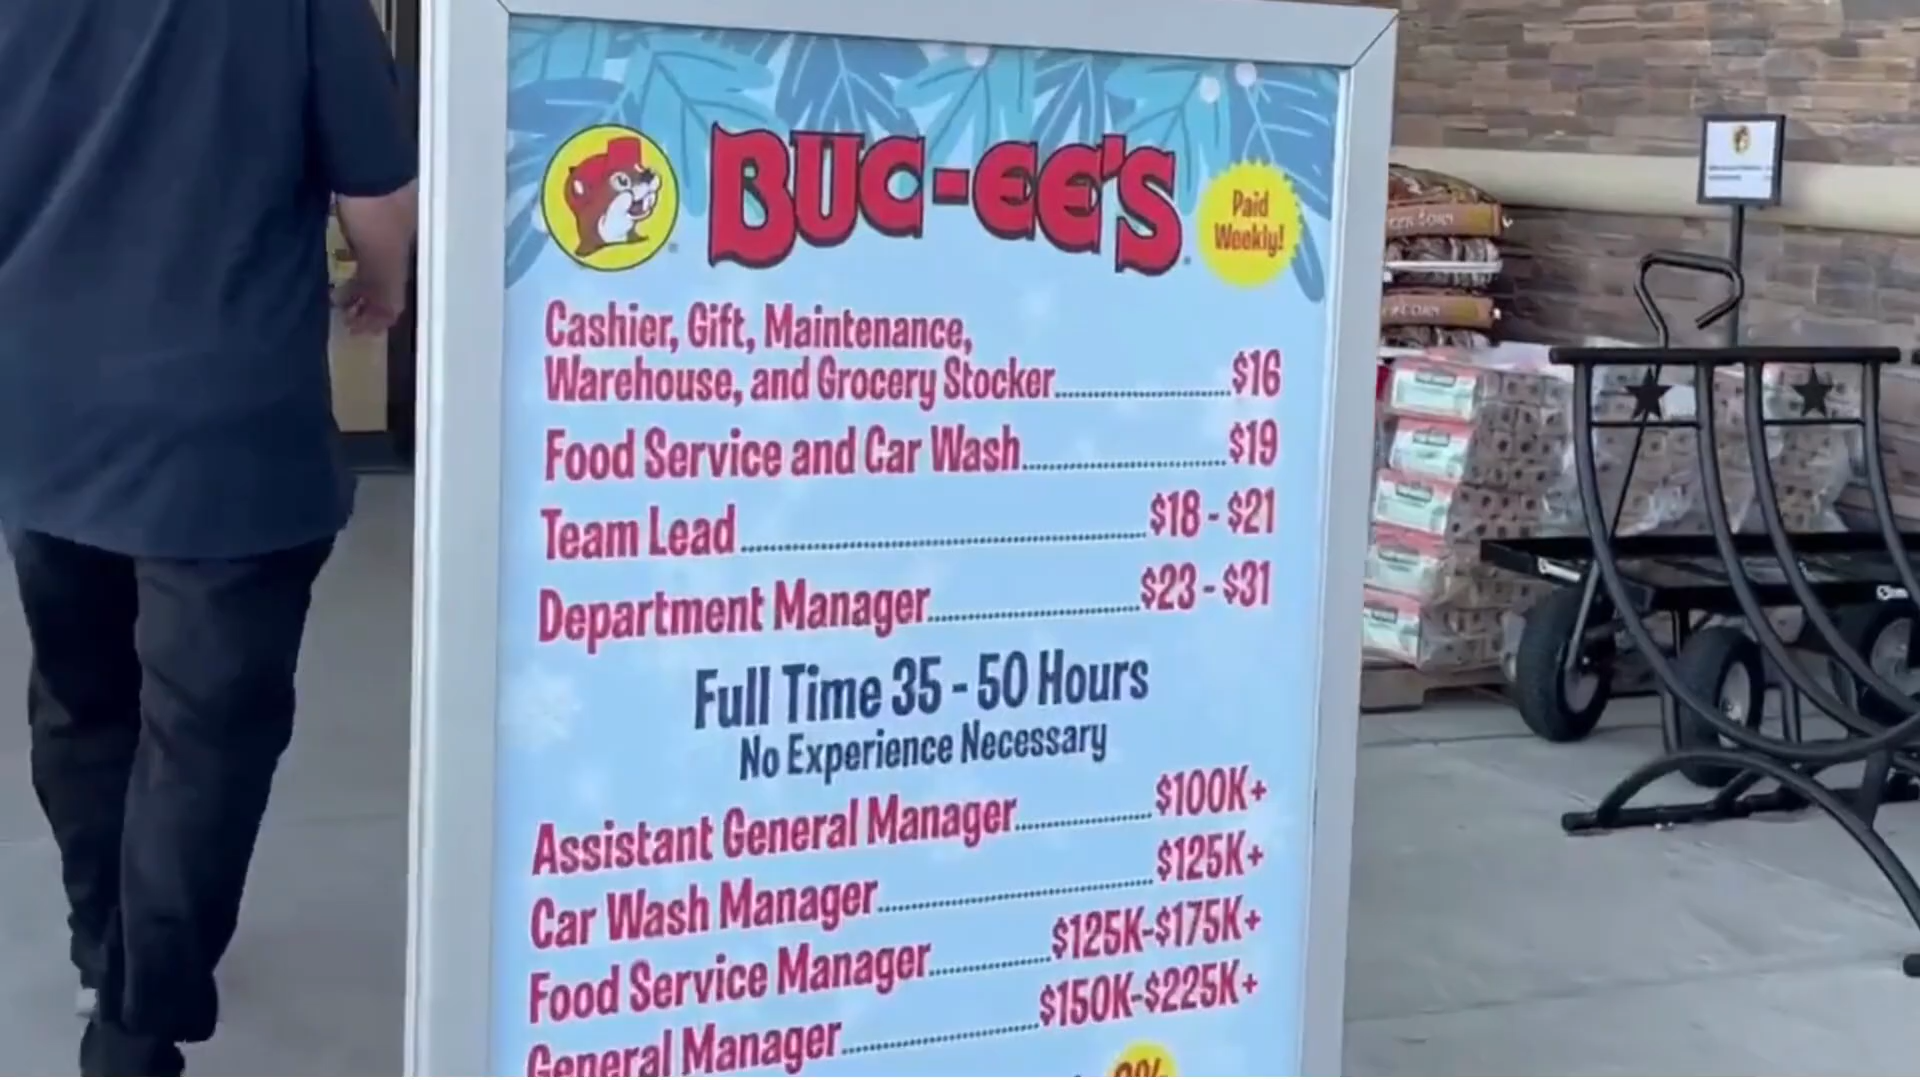 BUC-EE'S
Paid
Weekly!
Cashier, Gift, Maintenance,
Warehouse, and Grocery Stocker $16
Food Service and Car Wash $19
Team Lead $18 - $21
Department Manager $23 - $31
Full Time 35 - 50 Hours
No Experience Necessary
Assistant General Manager $100K+
Car Wash Manager $125K+
Food Service Manager $125K-$175K+
General Manager $150K-$225K+